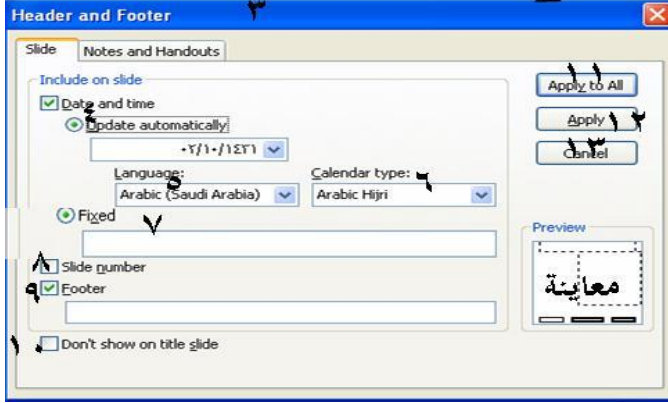 Header and Footer ٣
Slide Notes and Handouts
Include on slide
Date and time
٤
Update automatically
٠٢/١٠/١٤٢١
Language: Calendar type: ٦
٥
Arabic (Saudi Arabia) Arabic Hijri
Fixed ٧
٨ Slide number
٩ Footer
١٠ Don't show on title slide
١١
Apply to All
Apply ١٢
١٣
Cancel
Preview
معاينة